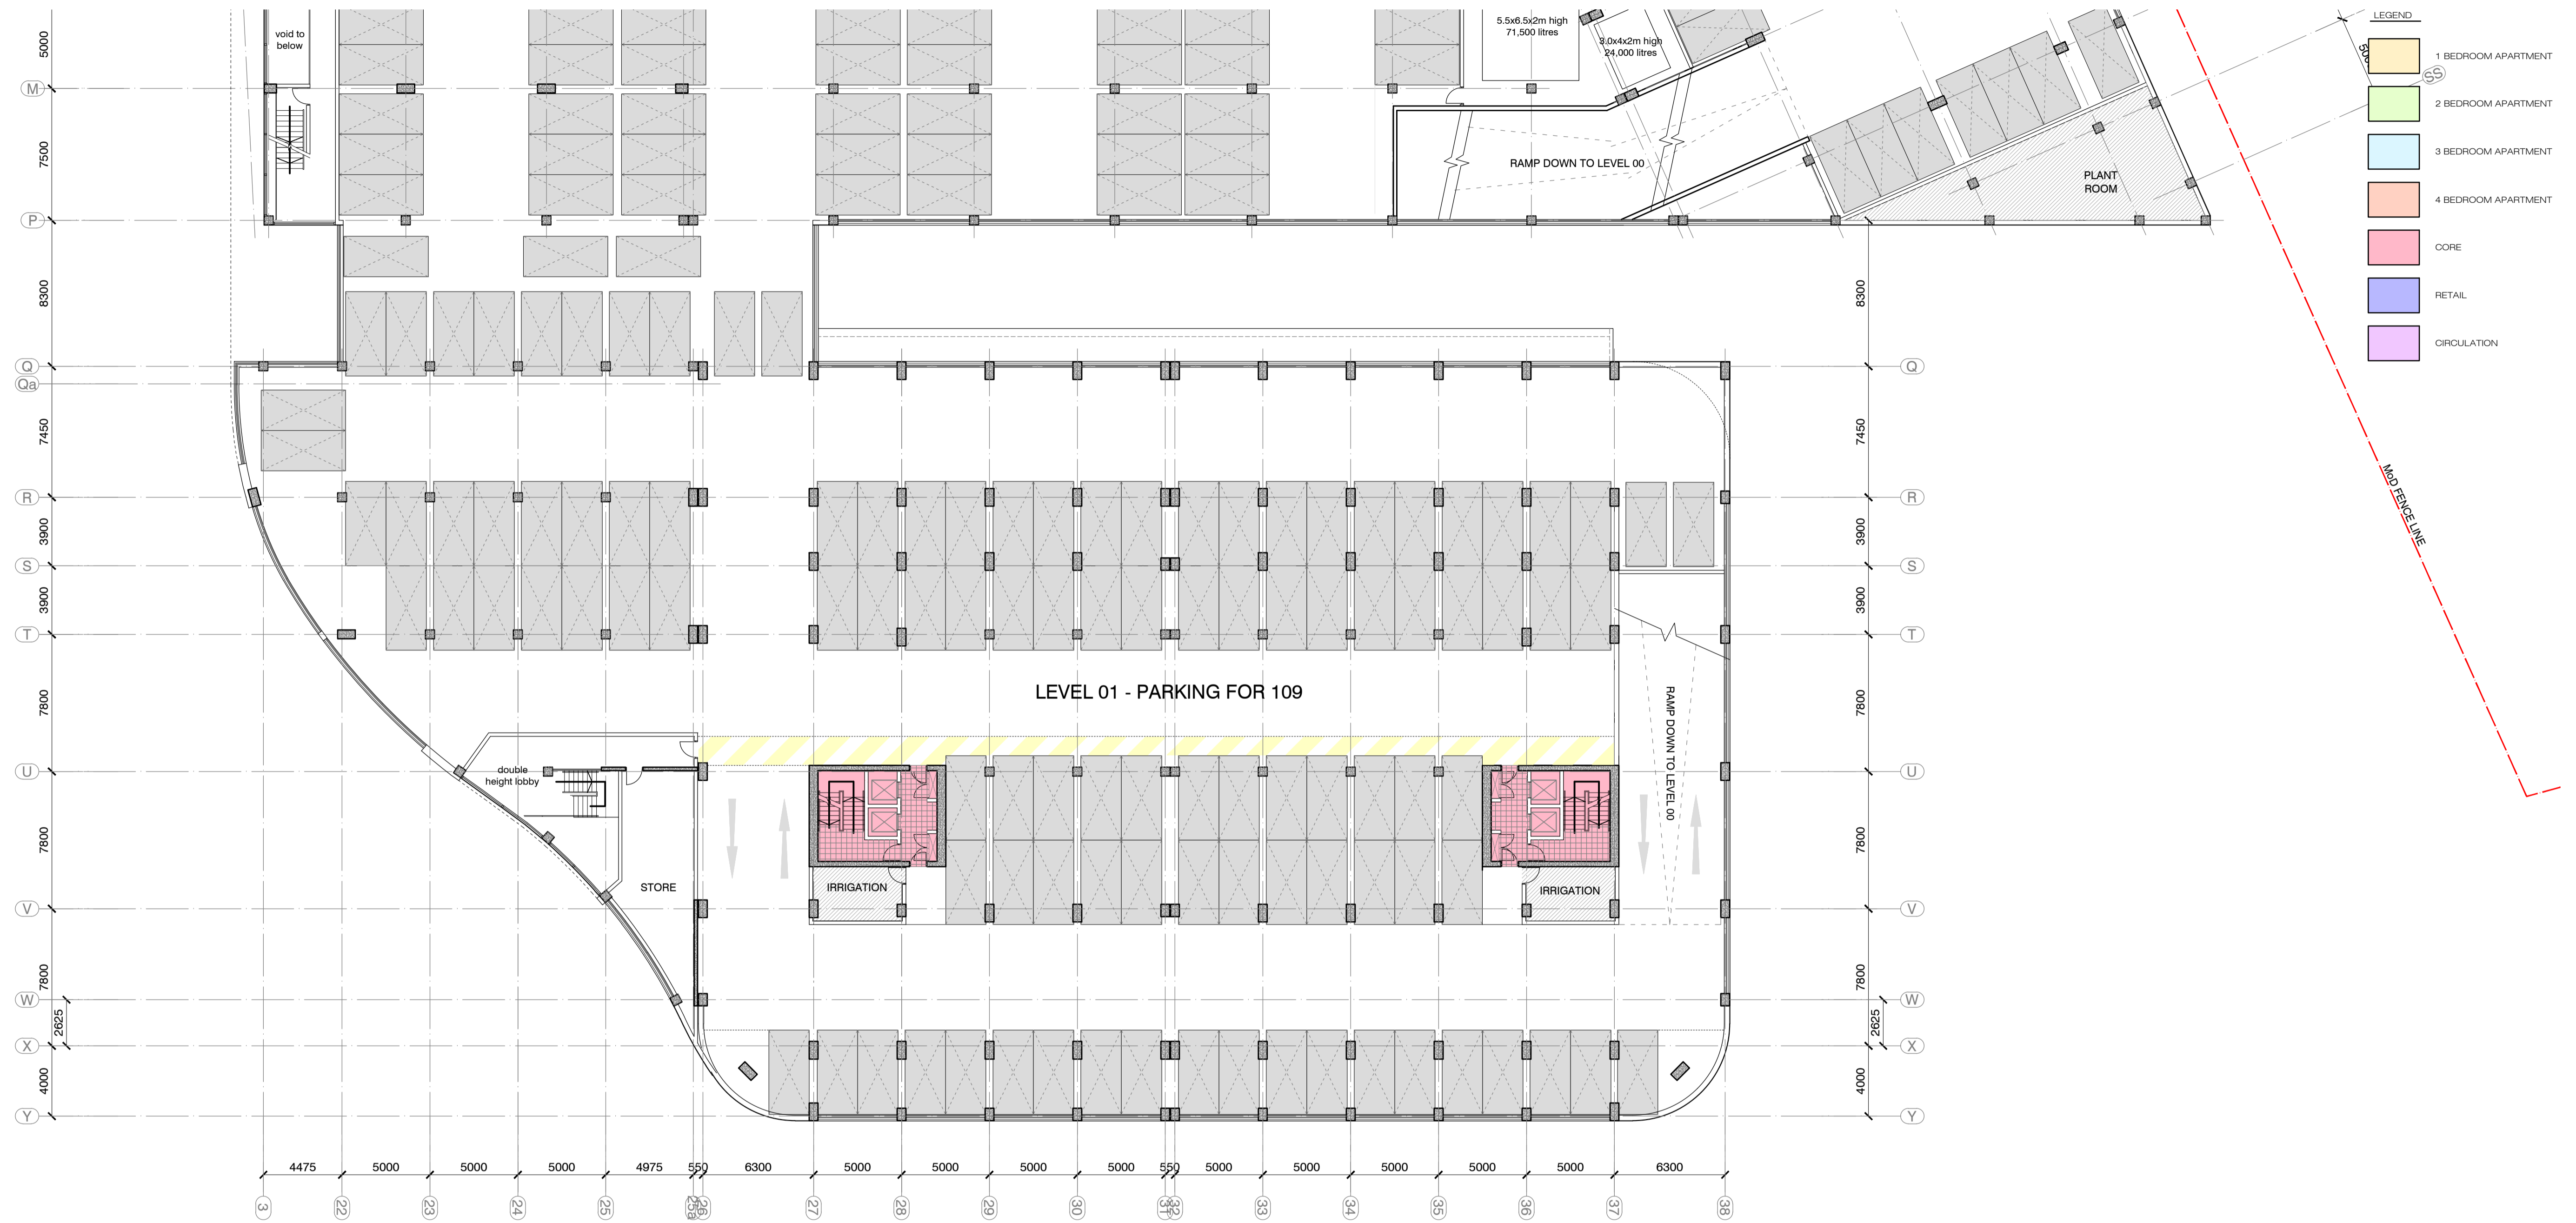 LEGEND
1 BEDROOM APARTMENT
2 BEDROOM APARTMENT
3 BEDROOM APARTMENT
4 BEDROOM APARTMENT
CORE
RETAIL
CIRCULATION
void to
below
5.5x6.5x2m high
71,500 litres
3.0x4x2m high
24,000 litres
SS
RAMP DOWN TO LEVEL 00
PLANT
ROOM
MoD FENCE LINE
5000
M
7500
P
8300
8300
Q
Q
Qa
7450
7450
R
R
3900
3900
S
S
3900
3900
T
T
LEVEL 01 - PARKING FOR 109
7800
7800
RAMP DOWN TO LEVEL 00
U
U
double
height lobby
7800
7800
STORE
IRRIGATION
IRRIGATION
V
V
7800
7800
W
W
2625
2625
X
X
4000
4000
Y
Y
4475
5000
5000
5000
4975
550
6300
5000
5000
5000
5000
550
5000
5000
5000
5000
5000
6300
3
22
23
24
25
25a
26
27
28
29
30
31
32
33
34
35
36
37
38